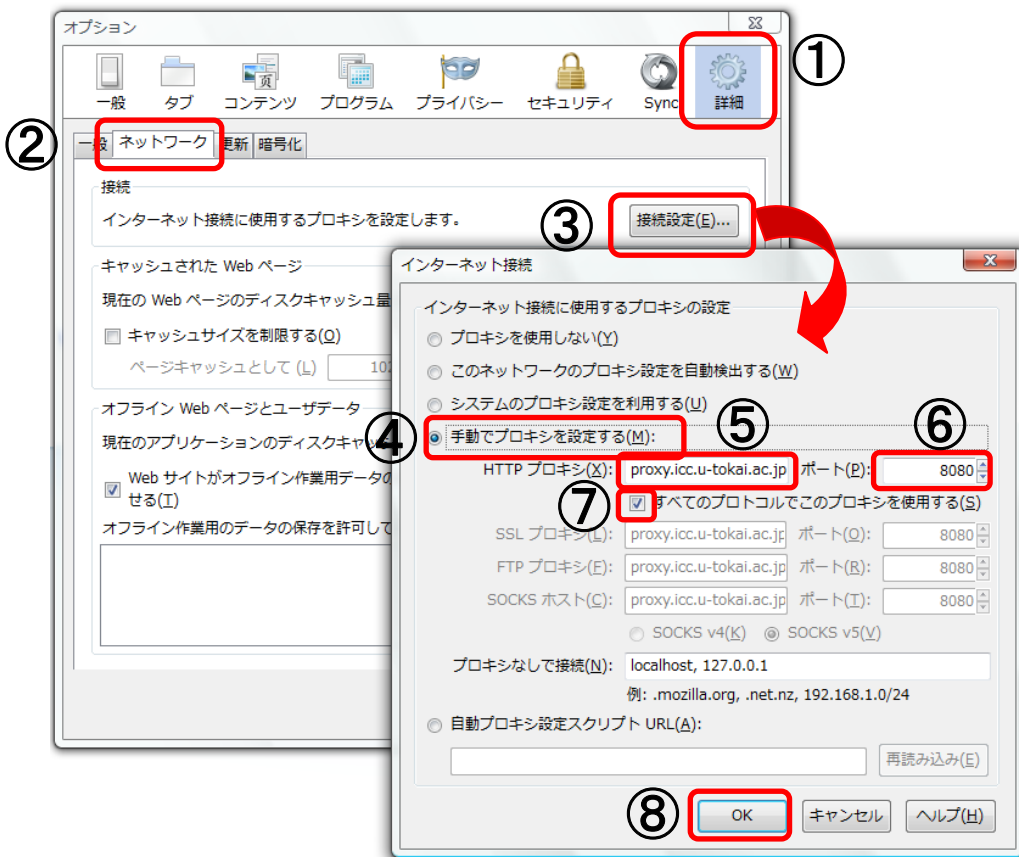 オプション
①
一般 タブ コンテンツ プログラム プライバシー セキュリティ Sync 詳細
②
一般 ネットワーク 更新 暗号化
接続
インターネット接続に使用するプロキシを設定します。
③
接続設定(E)...
キャッシュされた Web ページ
現在の Web ページのディスクキャッシュ量
キャッシュサイズを制限する(O)
ページキャッシュとして (L) 102
オフライン Web ページとユーザデータ
現在のアプリケーションのディスクキャッ
Web サイトがオフライン作業用データの
せる(T)
オフライン作業用のデータの保存を許可して
インターネット接続
インターネット接続に使用するプロキシの設定
プロキシを使用しない(Y)
このネットワークのプロキシ設定を自動検出する(W)
システムのプロキシ設定を利用する(U)
④ 手動でプロキシを設定する(M):
⑤ ⑥
HTTP プロキシ(X): proxy.icc.u-tokai.ac.jp ポート(P): 8080
⑦ すべてのプロトコルでこのプロキシを使用する(S)
SSL プロキシ(L): proxy.icc.u-tokai.ac.jp ポート(O): 8080
FTP プロキシ(F): proxy.icc.u-tokai.ac.jp ポート(R): 8080
SOCKS ホスト(C): proxy.icc.u-tokai.ac.jp ポート(T): 8080
SOCKS v4(K) SOCKS v5(V)
プロキシなしで接続(N): localhost, 127.0.0.1
例: .mozilla.org, .net.nz, 192.168.1.0/24
自動プロキシ設定スクリプト URL(A):
再読み込み(E)
⑧ OK キャンセル ヘルプ(H)